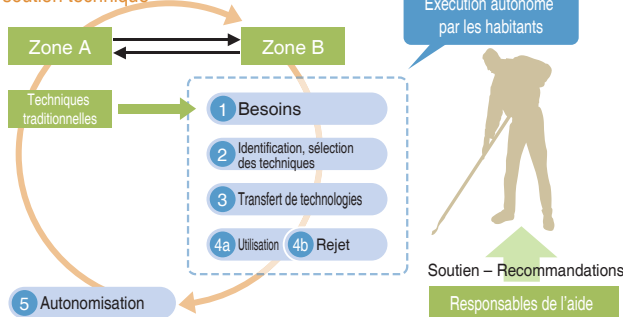 technique
Exécution autonome
par les habitants
Zone A
Zone B
Techniques
traditionnelles
1 Besoins
2 Identification, sélection
des techniques
3 Transfert de technologies
4a Utilisation 4b Rejet
5 Autonomisation
Soutien – Recommandations
Responsables de l'aide